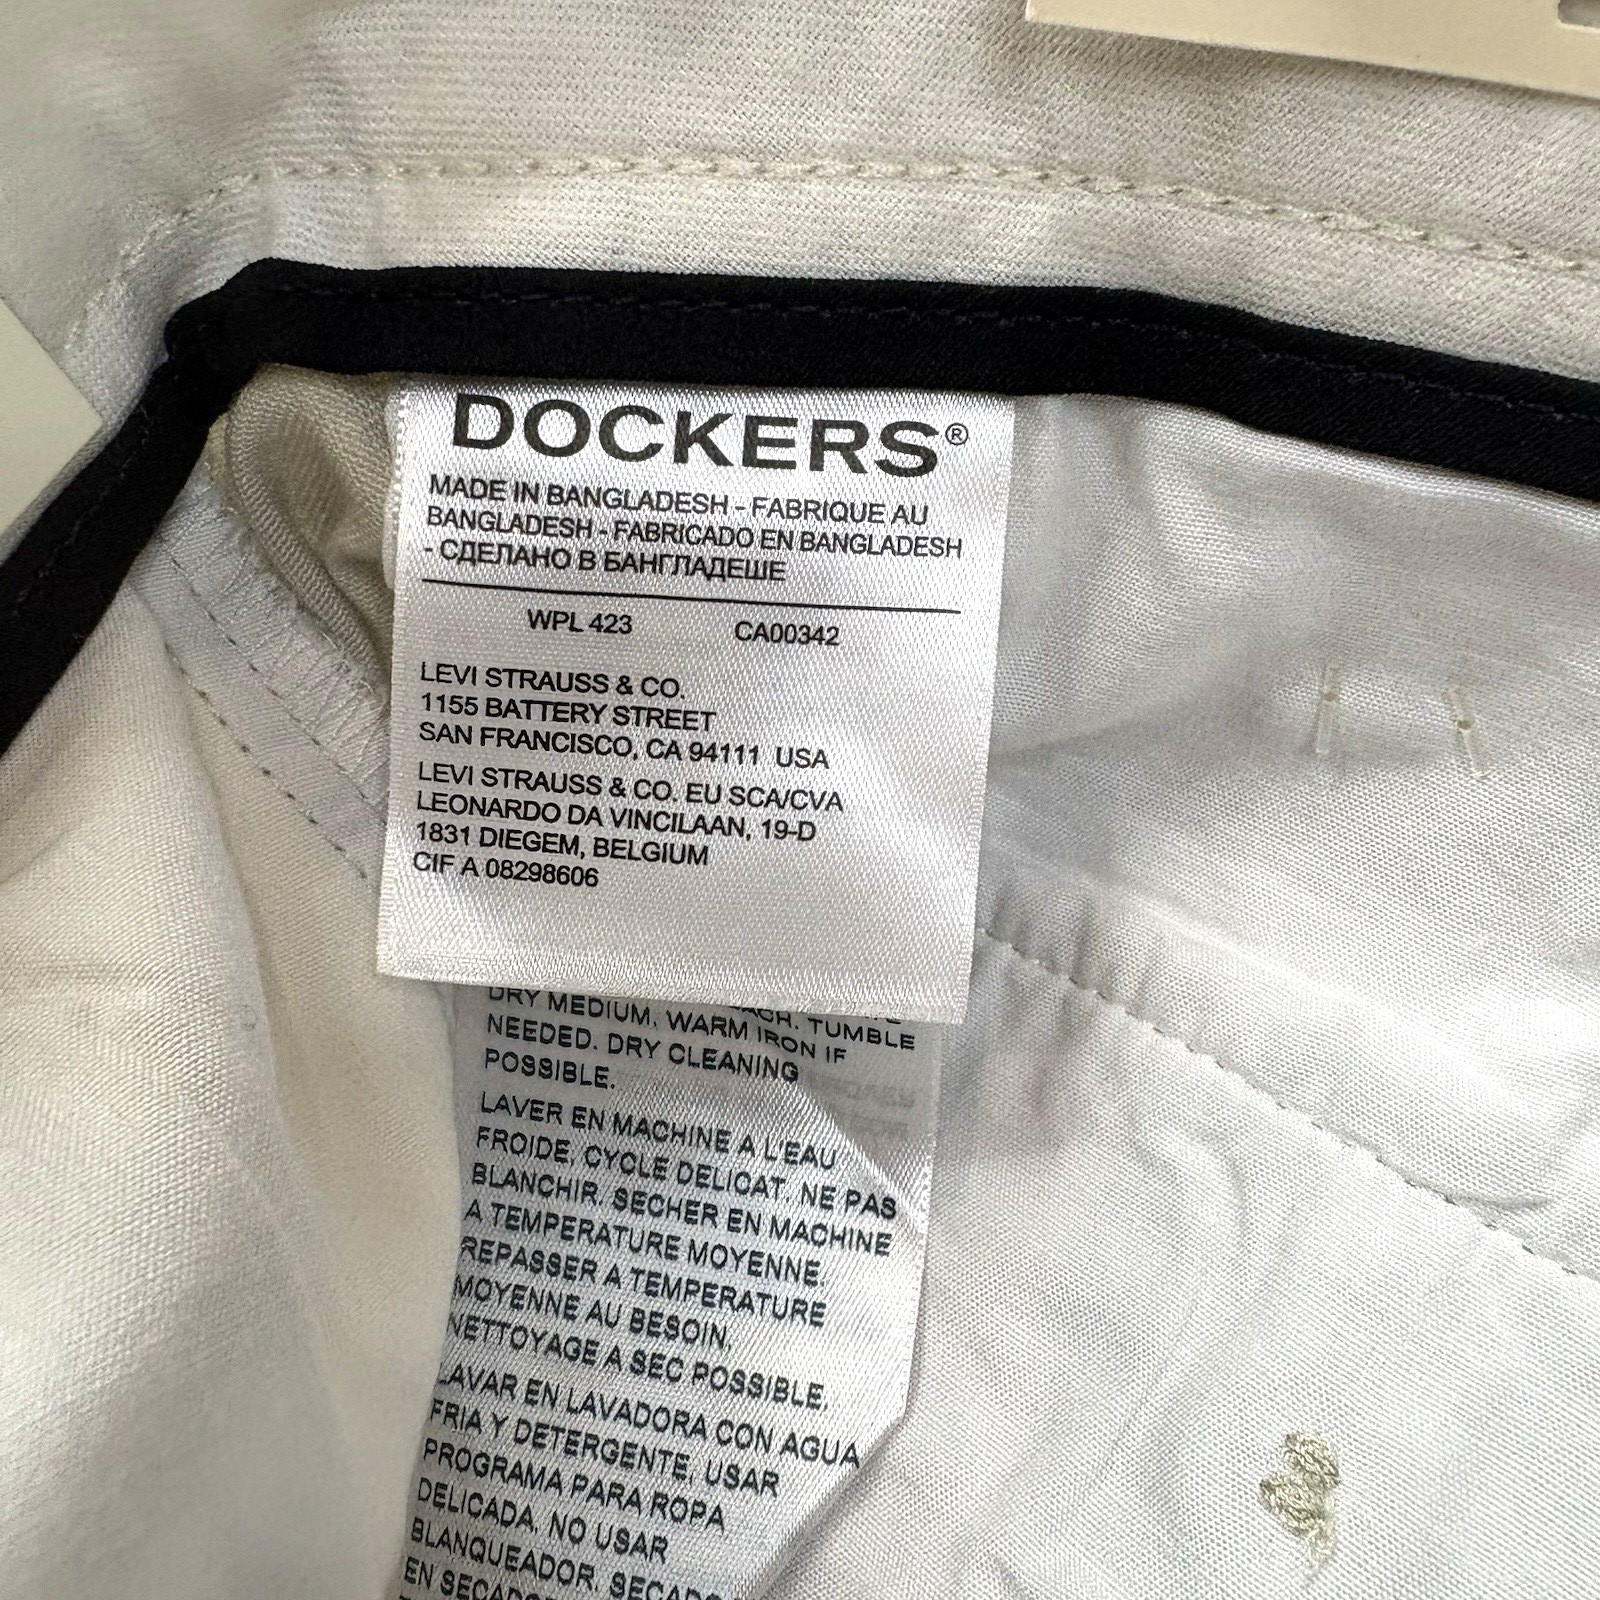 DOCKERS®
MADE IN BANGLADESH - FABRIQUE AU
BANGLADESH - FABRICADO EN BANGLADESH
- СДЕЛАНО В БАНГЛАДЕШЕ
WPL 423 CA00342
LEVI STRAUSS & CO.
1155 BATTERY STREET
SAN FRANCISCO, CA 94111 USA
LEVI STRAUSS & CO. EU SCA/CVA
LEONARDO DA VINCILAAN, 19-D
1831 DIEGEM, BELGIUM
CIF A 08298606
TUMBLE
DRY MEDIUM. WARM IRON IF
NEEDED. DRY CLEANING
POSSIBLE.
LAVER EN MACHINE A L'EAU
FROIDE, CYCLE DELICAT. NE PAS
BLANCHIR. SECHER EN MACHINE
A TEMPERATURE MOYENNE.
REPASSER A TEMPERATURE
MOYENNE AU BESOIN,
NETTOYAGE A SEC POSSIBLE.
LAVAR EN LAVADORA CON AGUA
FRIA Y DETERGENTE, USAR
PROGRAMA PARA ROPA
DELICADA, NO USAR
BLANQUEADOR. SECADO
EN